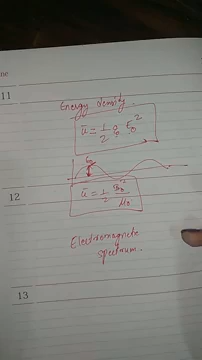 11
Energy density.
ū = 1/2 ε₀ E₀²
E₀
12
ū = 1/2 B₀²/μ₀
Electromagnetic
spectrum.
13